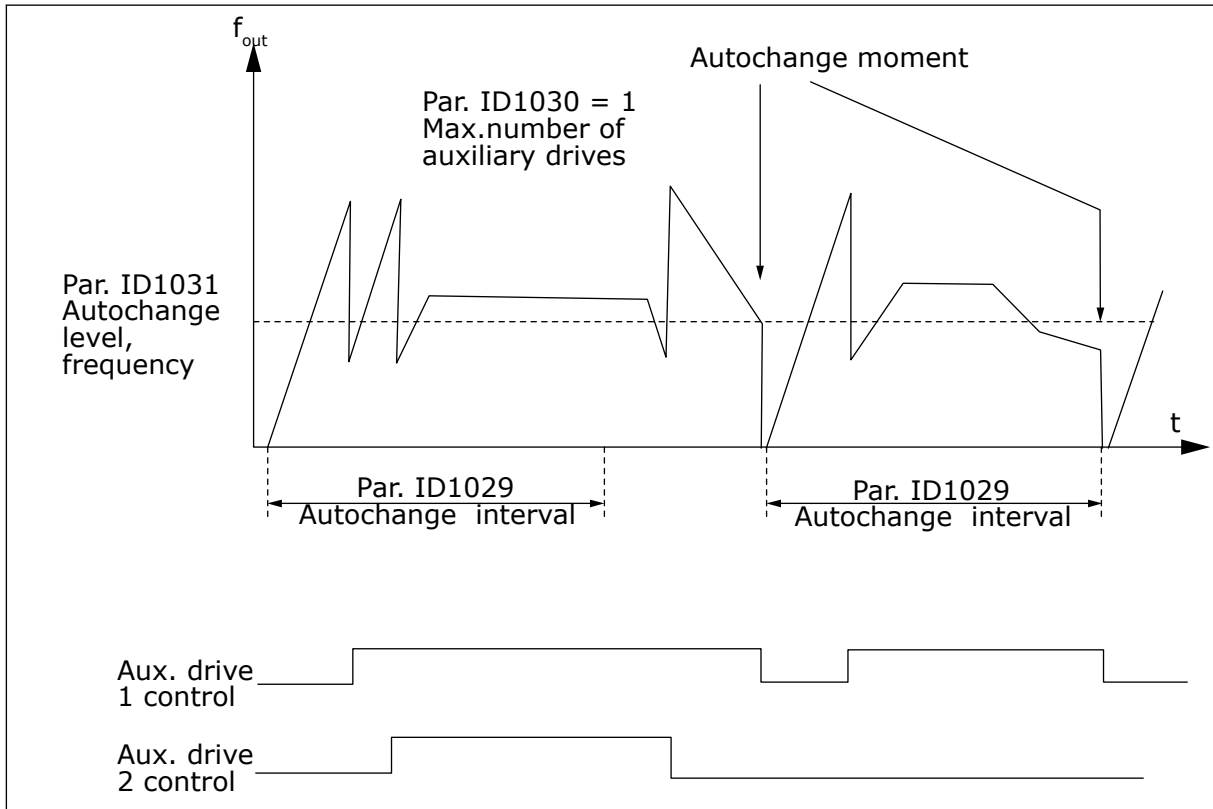 fout
Autochange moment
Par. ID1030 = 1
Max.number of
auxiliary drives
Par. ID1031
Autochange
level,
frequency
t
Par. ID1029
Autochange interval
Par. ID1029
Autochange interval
Aux. drive
1 control
Aux. drive
2 control